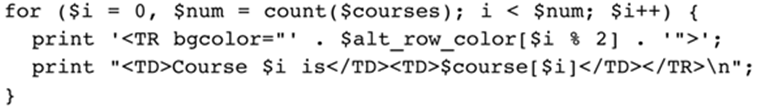 for ($i = 0, $num = count($courses); i < $num; $i++) {
  print '<TR bgcolor="' . $alt_row_color[$i % 2] . '">';
  print "<TD>Course $i is</TD><TD>$course[$i]</TD></TR>\n";
}